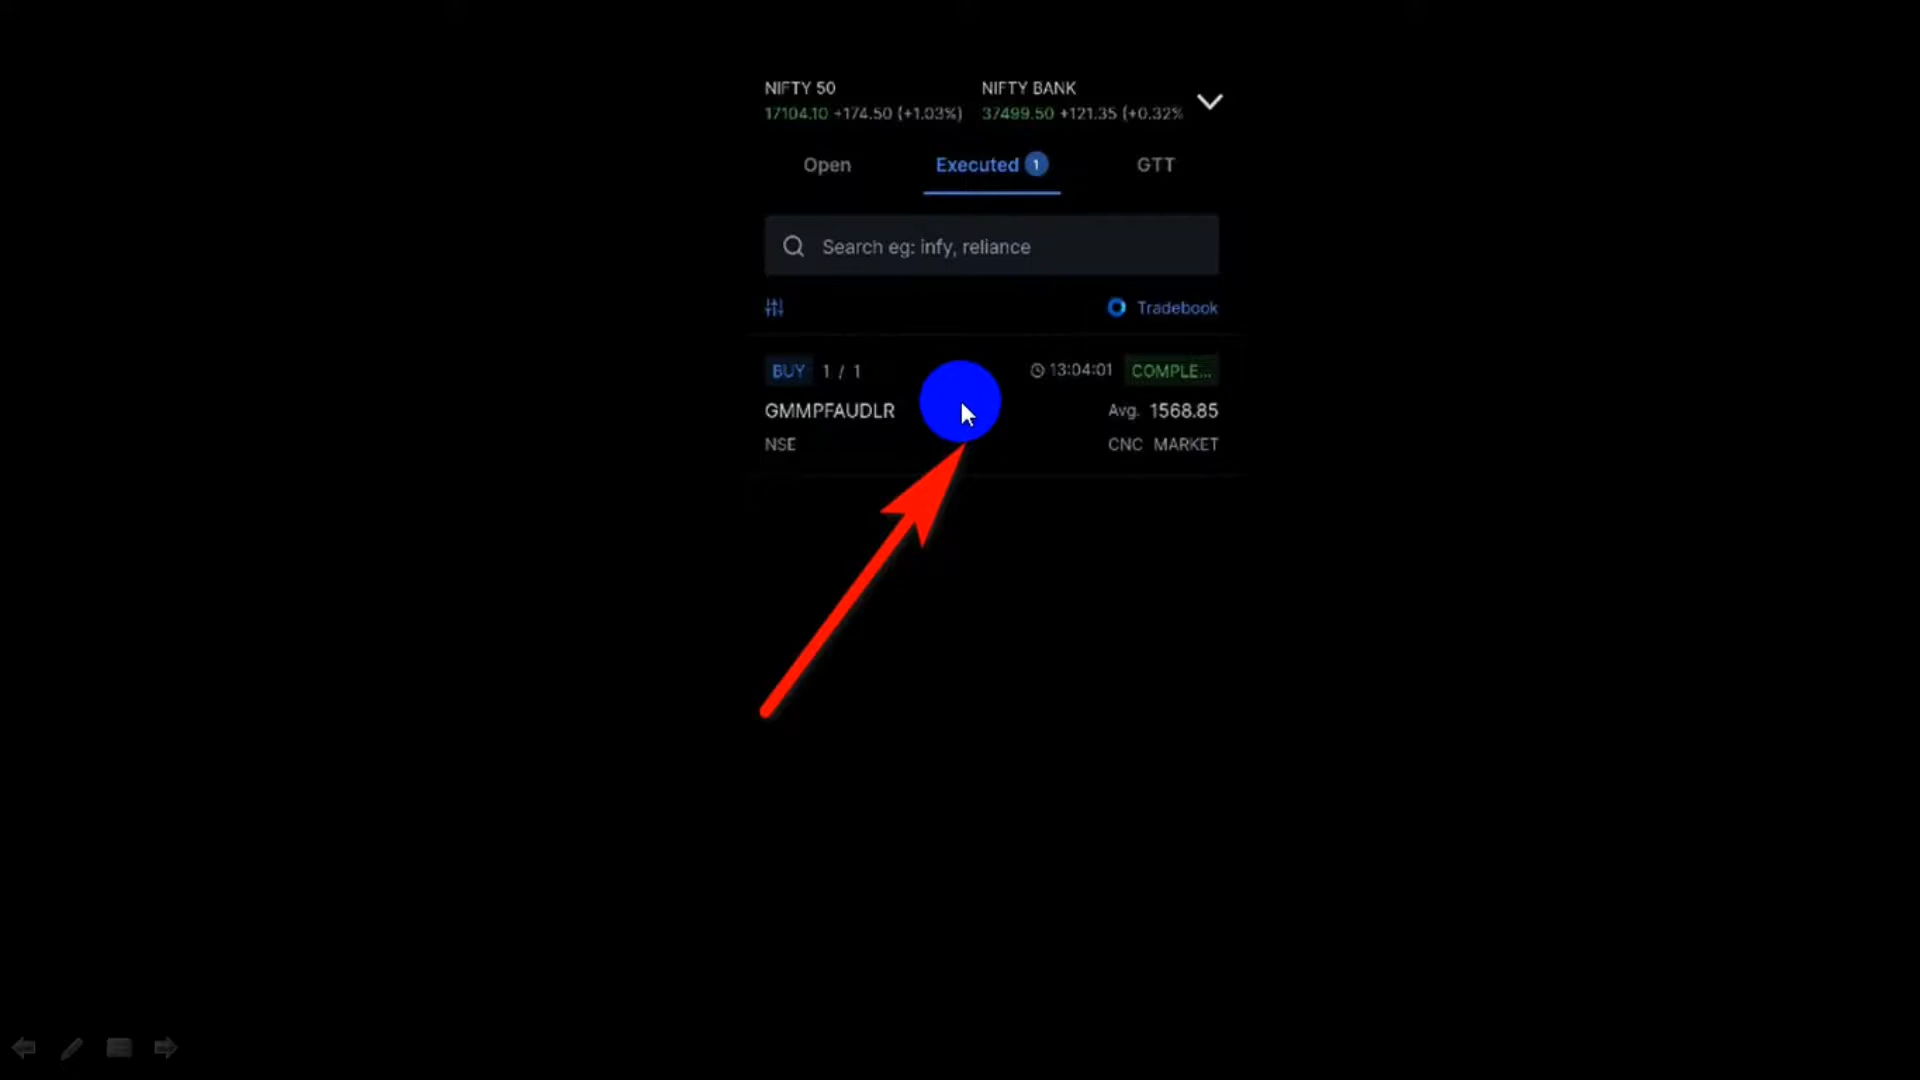 NIFTY 50 NIFTY BANK
17104.10 +174.50 (+1.03%) 37499.50 +121.35 (+0.32%
Open Executed 1 GTT
Search eg: infy, reliance
Tradebook
BUY 1 / 1 13:04:01 COMPLE...
GMMPFAUDLR Avg. 1568.85
NSE CNC MARKET